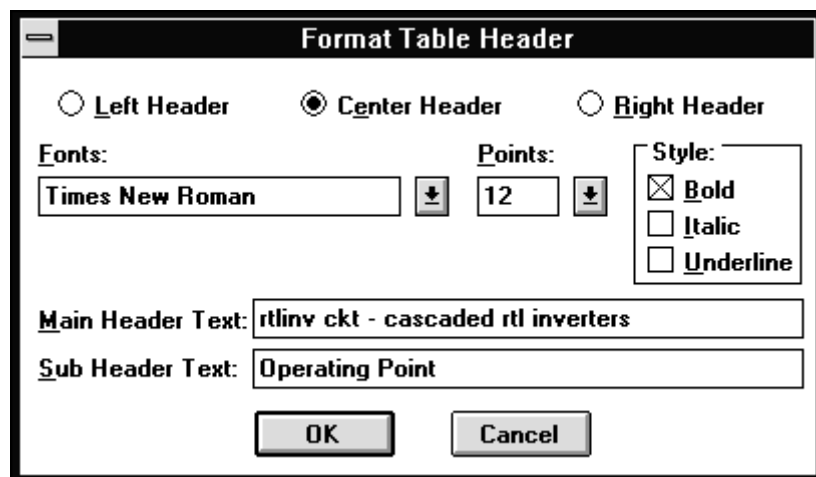 Format Table Header
Left Header Center Header Right Header
Fonts: Points: Style:
Times New Roman 12 Bold
Italic
Underline
Main Header Text: rtlinv ckt - cascaded rtl inverters
Sub Header Text: Operating Point
OK Cancel